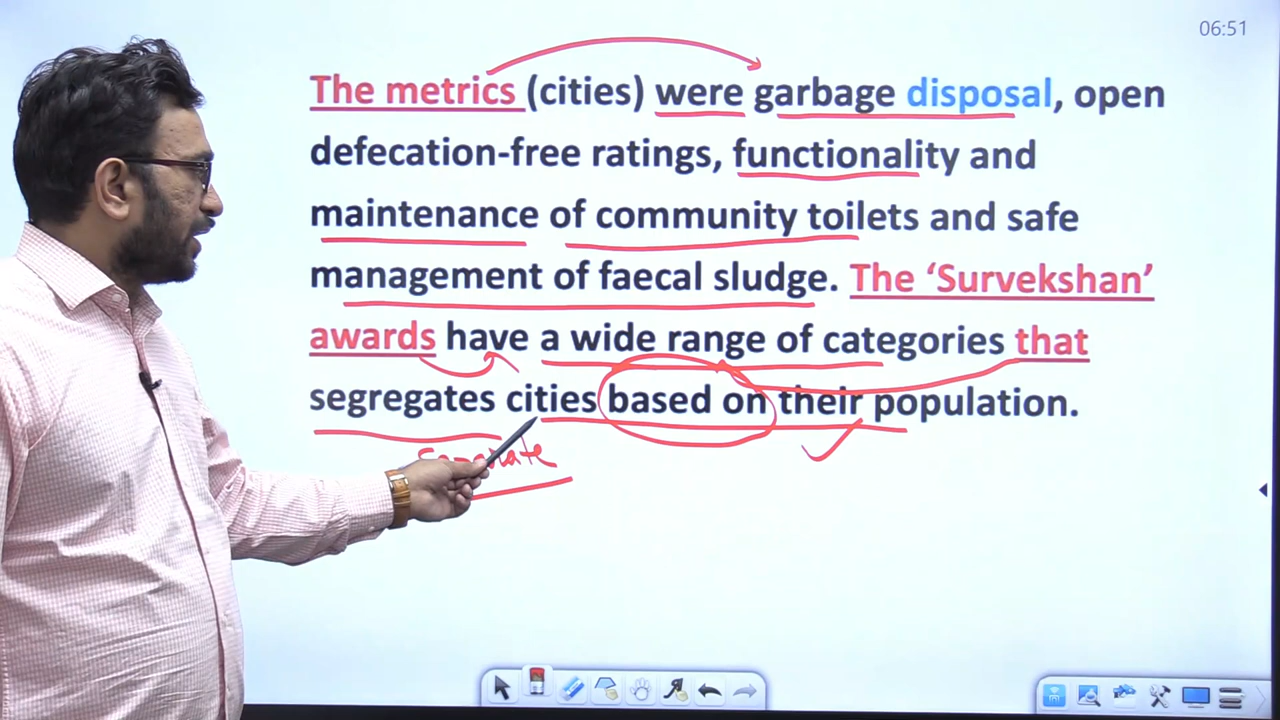 06:51
The metrics (cities) were garbage disposal, open
defecation-free ratings, functionality and
maintenance of community toilets and safe
management of faecal sludge. The ‘Survekshan’
awards have a wide range of categories that
segregates cities based on their population.